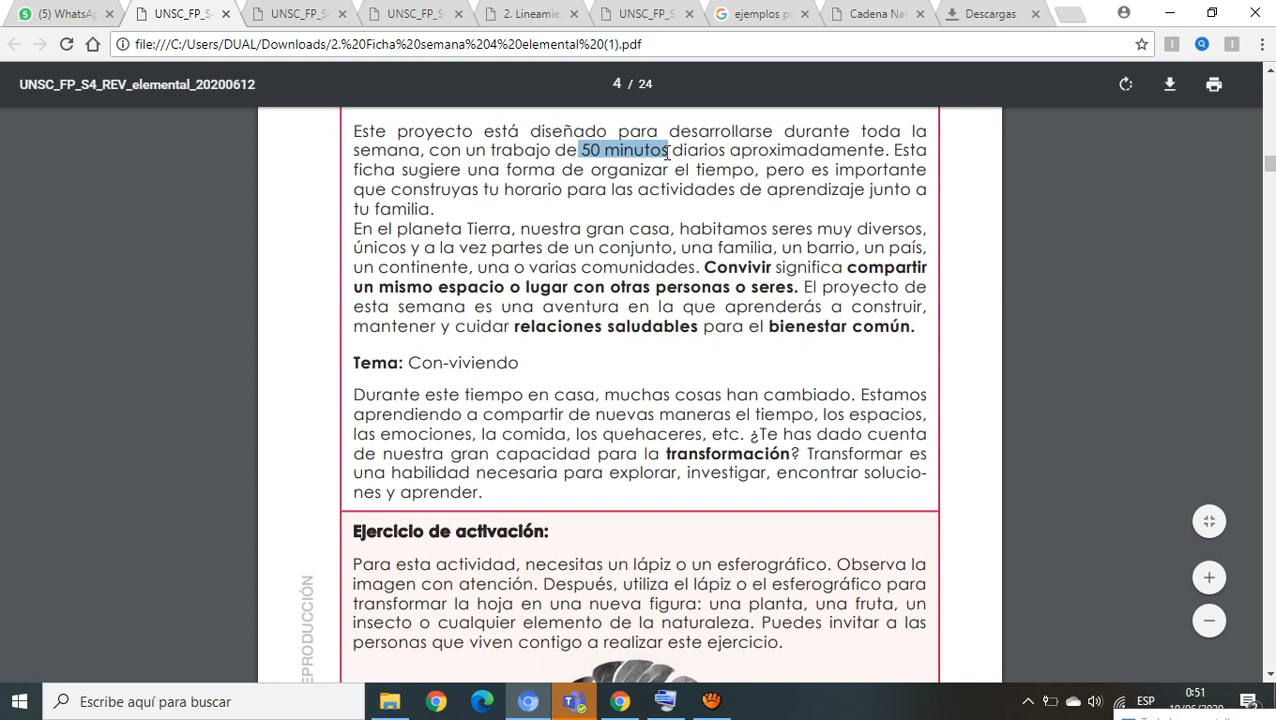 (5) WhatsAp
UNSC_FP_S4
UNSC_FP_S4
UNSC_FP_S4
2. Lineamie
UNSC_FP_S4
ejemplos po
Cadena Nac
Descargas
file:///C:/Users/DUAL/Downloads/2.%20Ficha%20semana%204%20elemental%20(1).pdf
UNSC_FP_S4_REV_elemental_20200612
4 / 24
Este proyecto está diseñado para desarrollarse durante toda la
semana, con un trabajo de 50 minutos diarios aproximadamente. Esta
ficha sugiere una forma de organizar el tiempo, pero es importante
que construyas tu horario para las actividades de aprendizaje junto a
tu familia.
En el planeta Tierra, nuestra gran casa, habitamos seres muy diversos,
únicos y a la vez partes de un conjunto, una familia, un barrio, un país,
un continente, una o varias comunidades. Convivir significa compartir
un mismo espacio o lugar con otras personas o seres. El proyecto de
esta semana es una aventura en la que aprenderás a construir,
mantener y cuidar relaciones saludables para el bienestar común.
Tema: Con-viviendo
Durante este tiempo en casa, muchas cosas han cambiado. Estamos
aprendiendo a compartir de nuevas maneras el tiempo, los espacios,
las emociones, la comida, los quehaceres, etc. ¿Te has dado cuenta
de nuestra gran capacidad para la transformación? Transformar es
una habilidad necesaria para explorar, investigar, encontrar solucio-
nes y aprender.
Ejercicio de activación:
Para esta actividad, necesitas un lápiz o un esferográfico. Observa la
imagen con atención. Después, utiliza el lápiz o el esferográfico para
transformar la hoja en una nueva figura: una planta, una fruta, un
insecto o cualquier elemento de la naturaleza. Puedes invitar a las
personas que viven contigo a realizar este ejercicio.
EPRODUCCIÓN
Escribe aquí para buscar
ESP
0:51